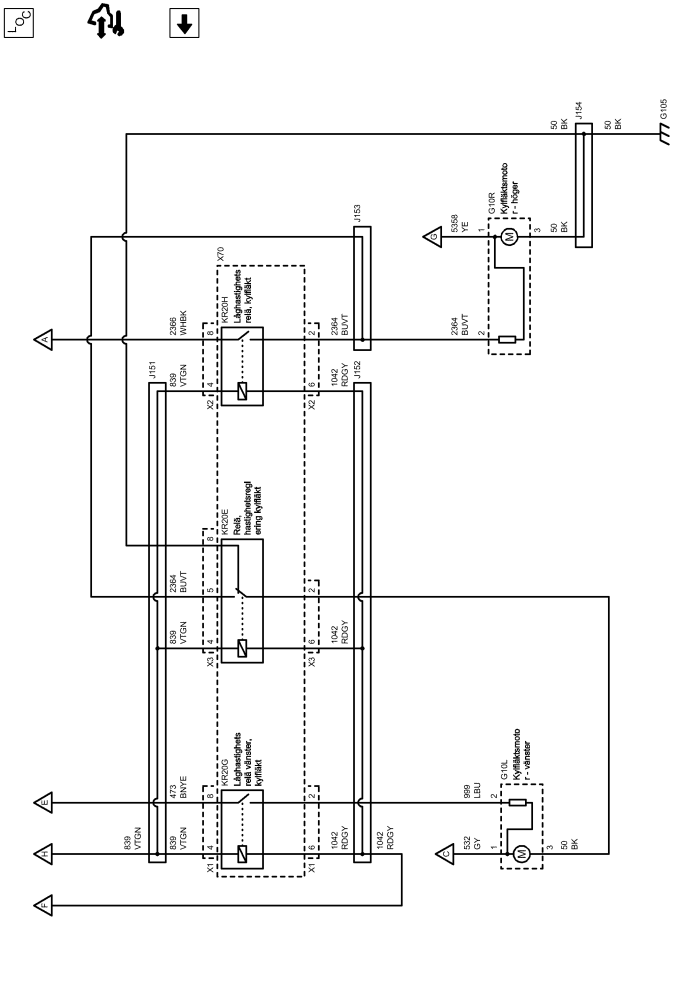 LOC
A
E
H
F
J151
J153
J154
J152
G105
X70
2366
WHBK
839
VTGN
KR20H
Låghastighets
relä, kylfläkt
8
4
X2
2
6
X2
2364
BUVT
1042
RDGY
G
5358
YE
1
G10R
Kylfläktsmoto
r - höger
M
3
50
BK
50
BK
50
BK
2364
BUVT
2
2364
BUVT
839
VTGN
KR20E
Relä,
hastighetsregl
ering kylfläkt
8
5
4
X3
2
6
X3
1042
RDGY
473
BNYE
839
VTGN
839
VTGN
KR20G
Låghastighets
relä vänster,
kylfläkt
8
4
X1
2
6
X1
1042
RDGY
1042
RDGY
C
532
GY
1
999
LBU
2
G10L
Kylfläktsmoto
r - vänster
M
3
50
BK